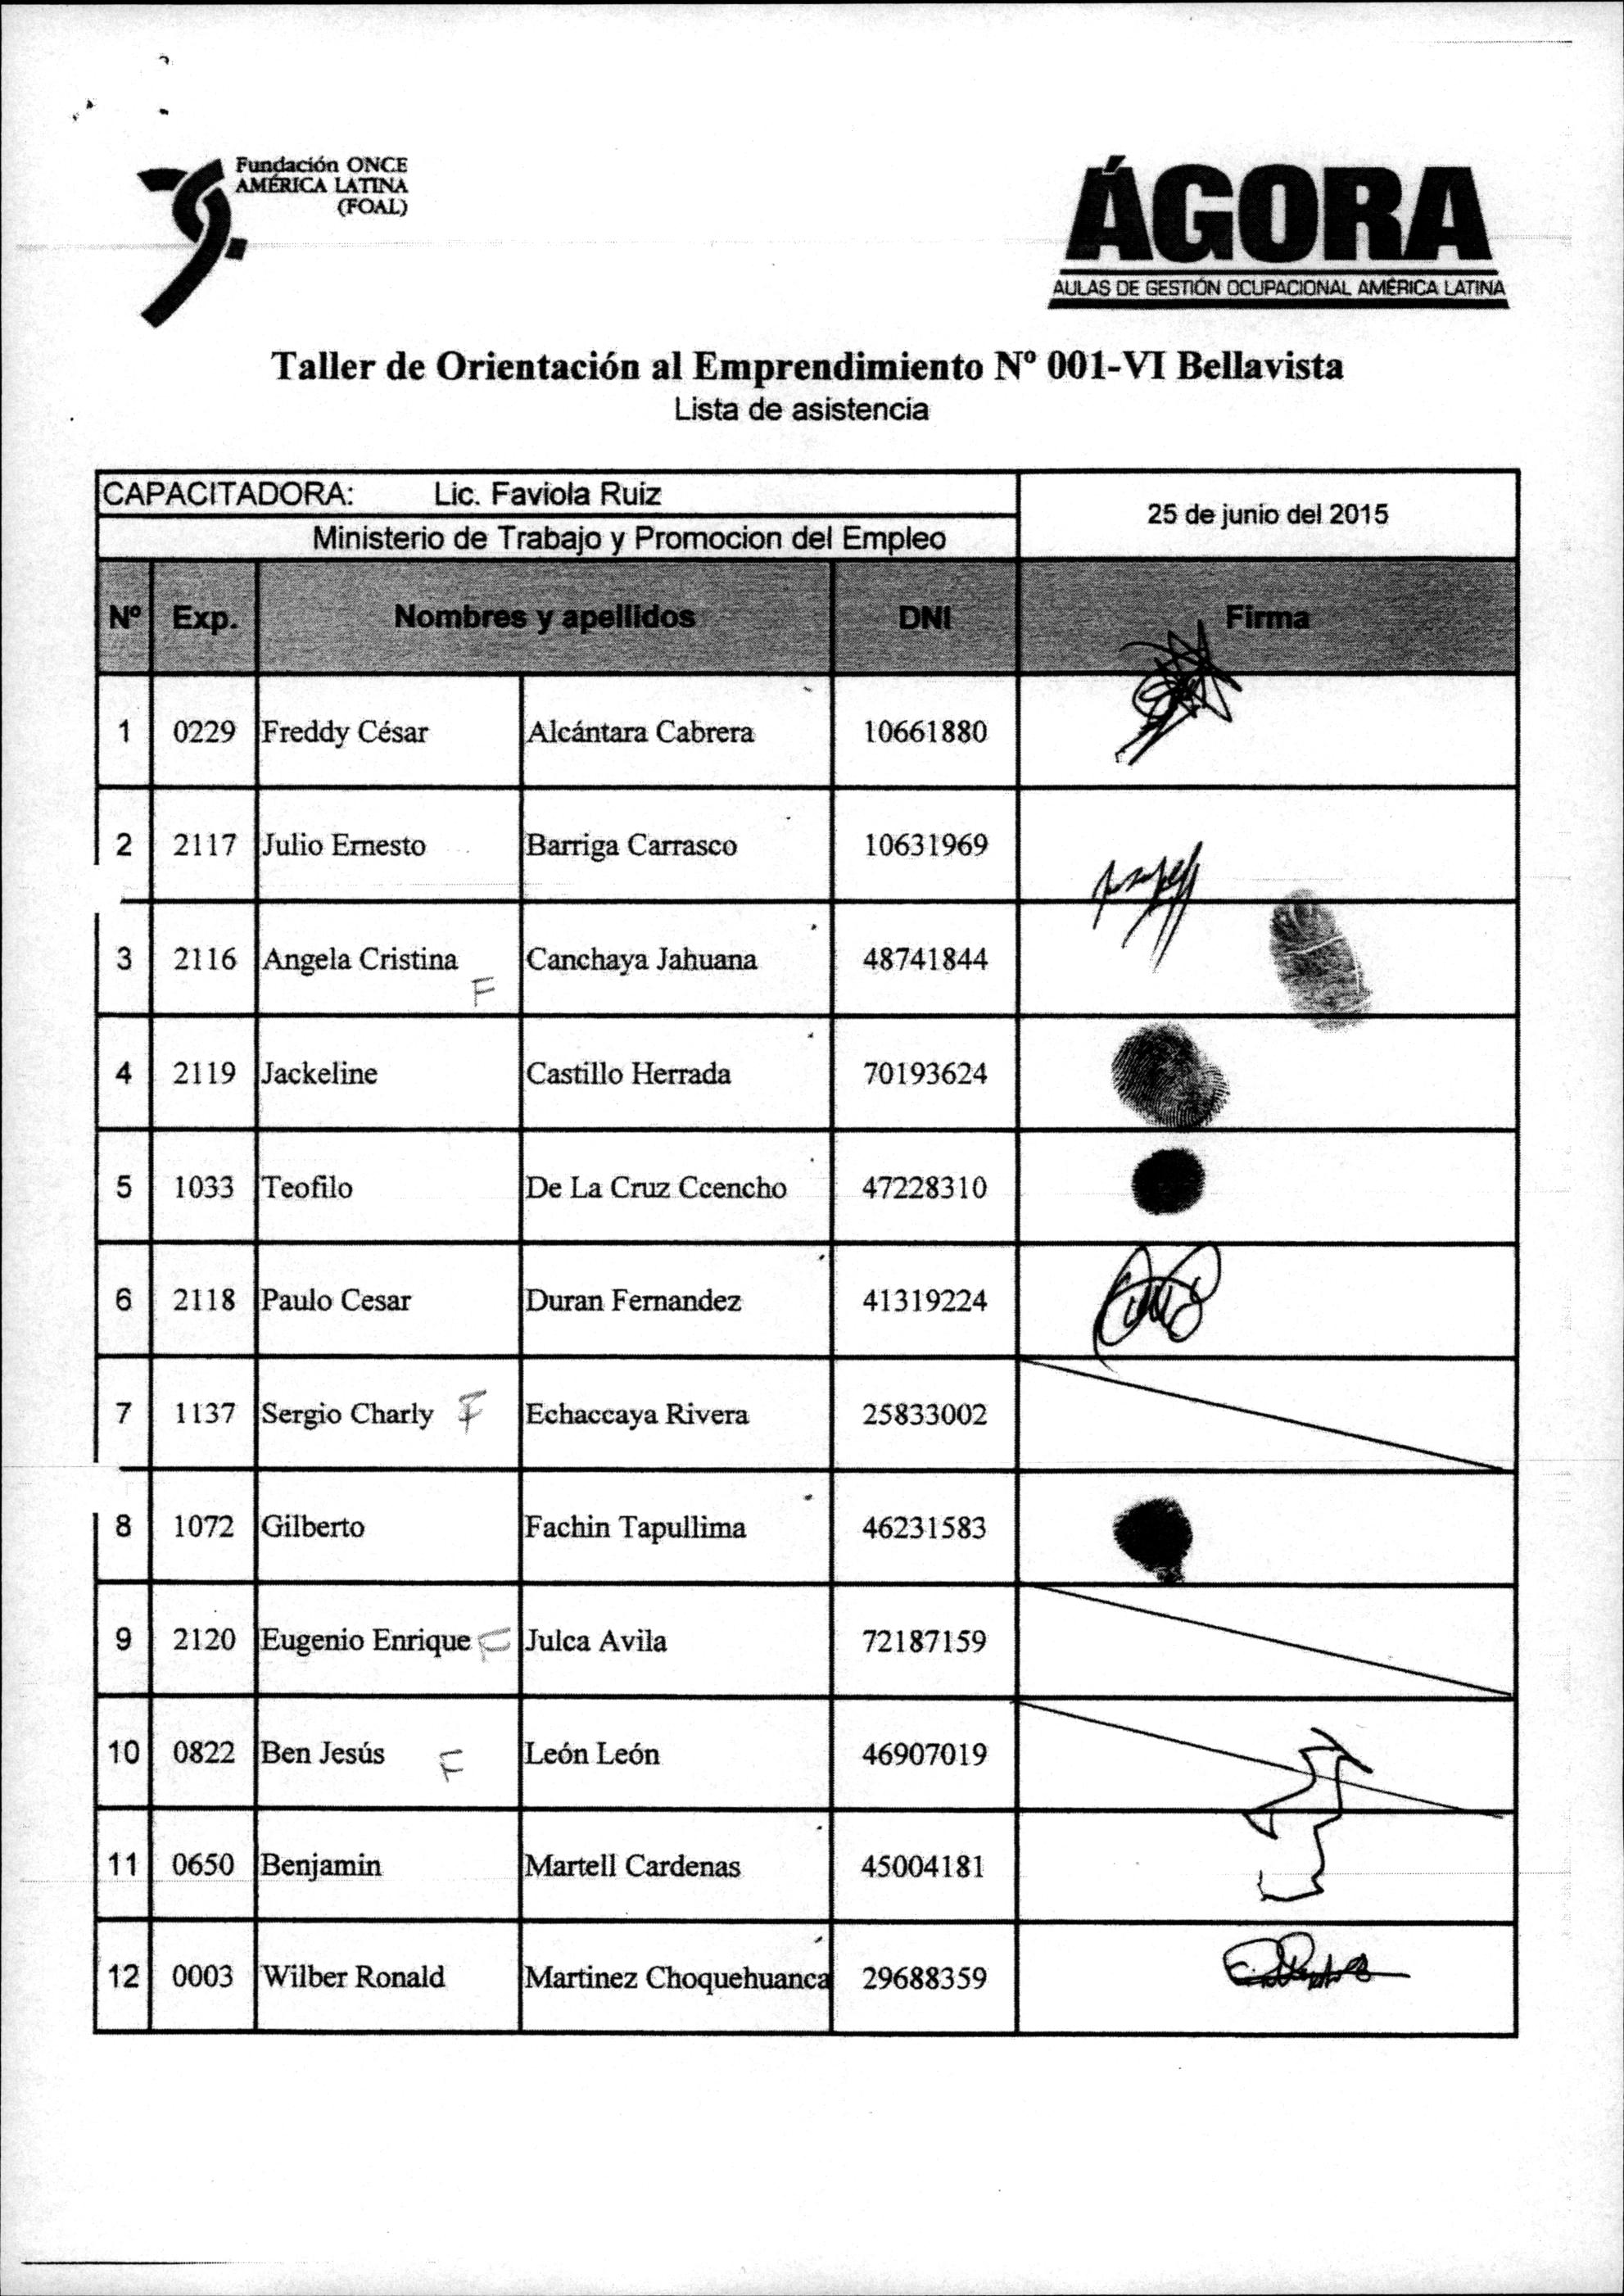 Fundación ONCE
AMÉRICA LATINA
(FOAL)
ÁGORA
AULAS DE GESTIÓN OCUPACIONAL AMÉRICA LATINA
Taller de Orientación al Emprendimiento Nº 001-VI Bellavista
Lista de asistencia
CAPACITADORA: Lic. Faviola Ruiz
25 de junio del 2015
Ministerio de Trabajo y Promocion del Empleo
Nº Exp. Nombres y apellidos DNI Firma
1 0229 Freddy César Alcántara Cabrera 10661880
2 2117 Julio Ernesto Barriga Carrasco 10631969
3 2116 Angela Cristina F Canchaya Jahuana 48741844
4 2119 Jackeline Castillo Herrada 70193624
5 1033 Teofilo De La Cruz Ccencho 47228310
6 2118 Paulo Cesar Duran Fernandez 41319224
7 1137 Sergio Charly F Echaccaya Rivera 25833002
8 1072 Gilberto Fachin Tapullima 46231583
9 2120 Eugenio Enrique F Julca Avila 72187159
10 0822 Ben Jesús F León León 46907019
11 0650 Benjamin Martell Cardenas 45004181
12 0003 Wilber Ronald Martinez Choquehuanca 29688359